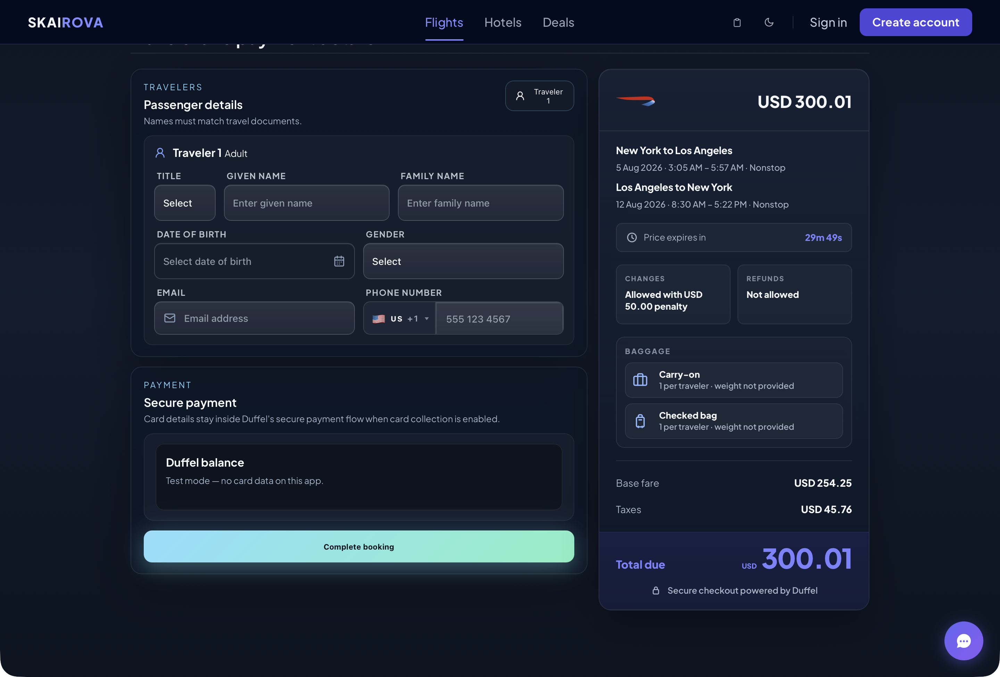 SKAIROVA
Flights
Hotels
Deals
Sign in
Create account
TRAVELERS
Passenger details
Names must match travel documents.
Traveler
1
Traveler 1 Adult
TITLE
GIVEN NAME
FAMILY NAME
Select
Enter given name
Enter family name
DATE OF BIRTH
GENDER
Select date of birth
Select
EMAIL
PHONE NUMBER
Email address
US +1
555 123 4567
PAYMENT
Secure payment
Card details stay inside Duffel's secure payment flow when card collection is enabled.
Duffel balance
Test mode — no card data on this app.
Complete booking
USD 300.01
New York to Los Angeles
5 Aug 2026 · 3:05 AM – 5:57 AM · Nonstop
Los Angeles to New York
12 Aug 2026 · 8:30 AM – 5:22 PM · Nonstop
Price expires in
29m 49s
CHANGES
Allowed with USD
50.00 penalty
REFUNDS
Not allowed
BAGGAGE
Carry-on
1 per traveler · weight not provided
Checked bag
1 per traveler · weight not provided
Base fare
USD 254.25
Taxes
USD 45.76
Total due
USD 300.01
Secure checkout powered by Duffel